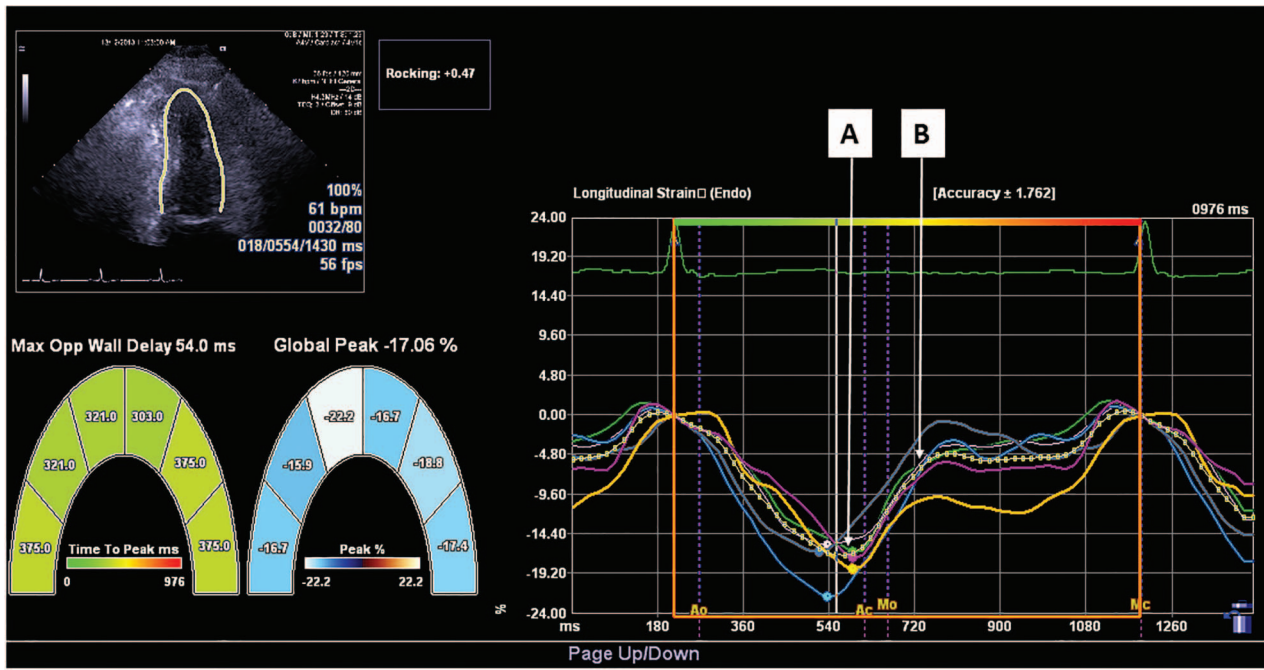 Rocking: +0.47
100%
61 bpm
0032/80
018/0554/1430 ms
56 fps
A
B
Longitudinal Strain□ (Endo)
[Accuracy ± 1.762]
0976 ms
24.00
19.20
14.40
9.60
4.80
0.00
-4.80
-9.60
-14.40
-19.20
-24.00
%
Ao
Ac
Mo
Mc
ms
180
360
540
720
900
1080
1260
Max Opp Wall Delay 54.0 ms
321.0
303.0
321.0
375.0
375.0
375.0
Time To Peak ms
0
976
Global Peak -17.06 %
-22.2
-16.7
-15.9
-18.8
-16.7
-17.4
Peak %
-22.2
22.2
Page Up/Down